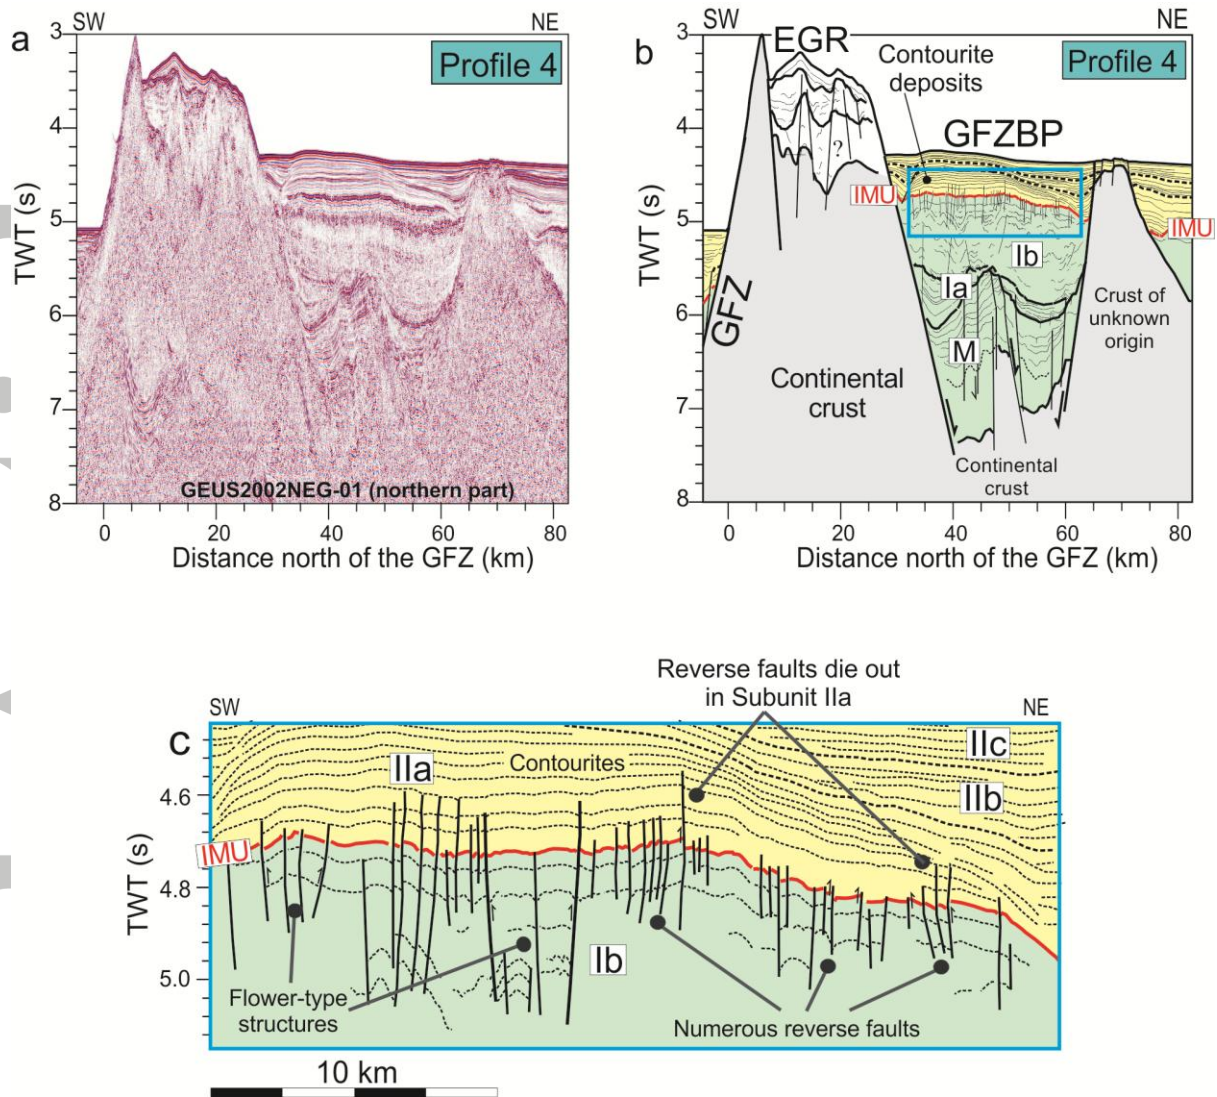 a
SW
NE
Profile 4
3
4
5
6
7
8
TWT (s)
GEUS2002NEG-01 (northern part)
0
20
40
60
80
Distance north of the GFZ (km)
b
SW
NE
EGR
Contourite
deposits
Profile 4
GFZBP
3
4
5
6
7
8
TWT (s)
?
IMU
IMU
Ib
Ia
M
GFZ
Crust of
unknown
origin
Continental
crust
Continental
crust
0
20
40
60
80
Distance north of the GFZ (km)
Reverse faults die out
in Subunit IIa
SW
NE
c
IIa
Contourites
IIc
IIb
4.6
4.8
5.0
TWT (s)
IMU
Ib
Flower-type
structures
Numerous reverse faults
10 km